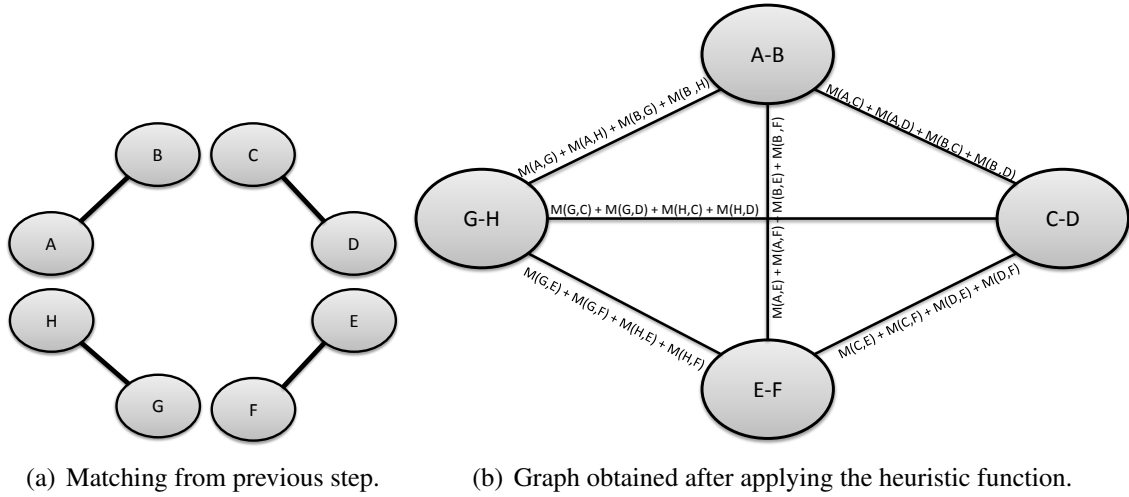 B
C
A
D
H
E
G
F
(a) Matching from previous step.
A-B
M(A,G) + M(A,H) + M(B,G) + M(B ,H)
M(A,C) + M(A,D) + M(B,C) + M(B ,D)
M(A,E) + M(A,F) + M(B,E) + M(B ,F)
G-H
M(G,C) + M(G,D) + M(H,C) + M(H,D)
C-D
M(G,E) + M(G,F) + M(H,E) + M(H,F)
M(C,E) + M(C,F) + M(D,E) + M(D,F)
E-F
(b) Graph obtained after applying the heuristic function.